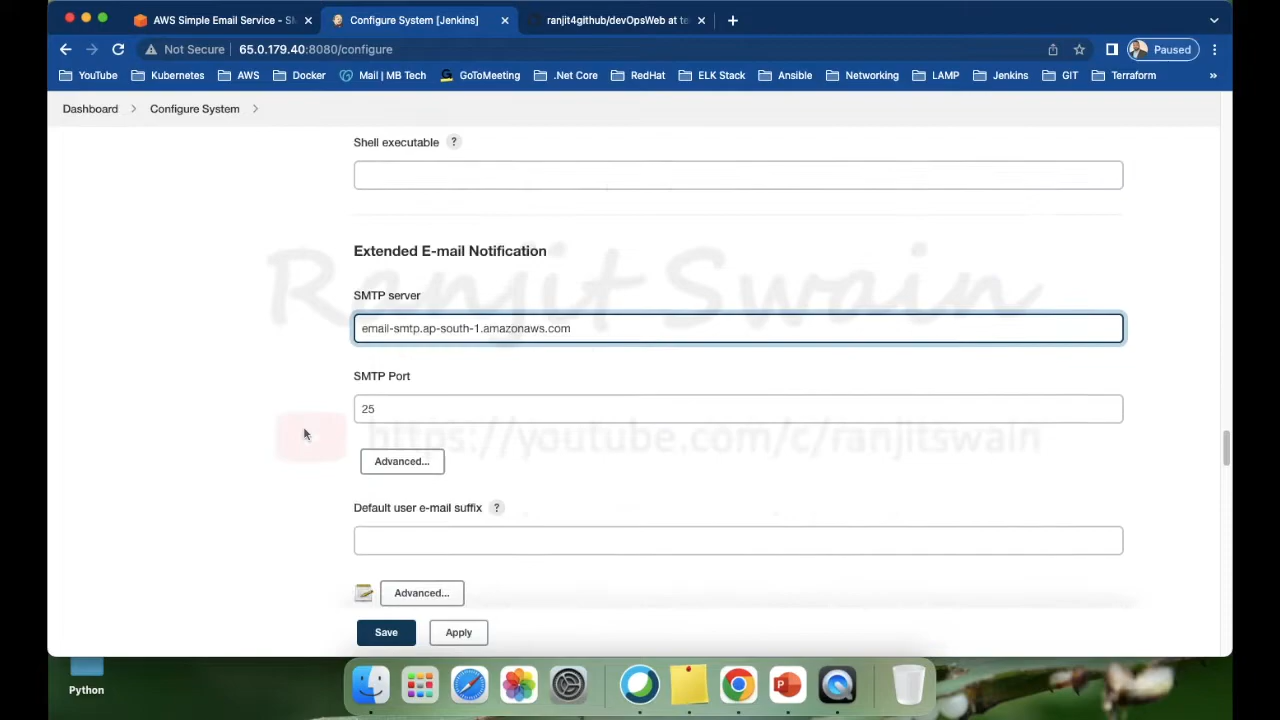 AWS Simple Email Service - S
Configure System [Jenkins]
ranjit4github/devOpsWeb at te
Not Secure
65.0.179.40:8080/configure
Paused
YouTube
Kubernetes
AWS
Docker
Mail | MB Tech
GoToMeeting
.Net Core
RedHat
ELK Stack
Ansible
Networking
LAMP
Jenkins
GIT
Terraform
»
Dashboard
Configure System
Shell executable ?
Extended E-mail Notification
Ranjit Swain
SMTP server
email-smtp.ap-south-1.amazonaws.com
SMTP Port
25
https://youtube.com/c/ranjitswain
Advanced...
Default user e-mail suffix ?
Advanced...
Save
Apply
Python